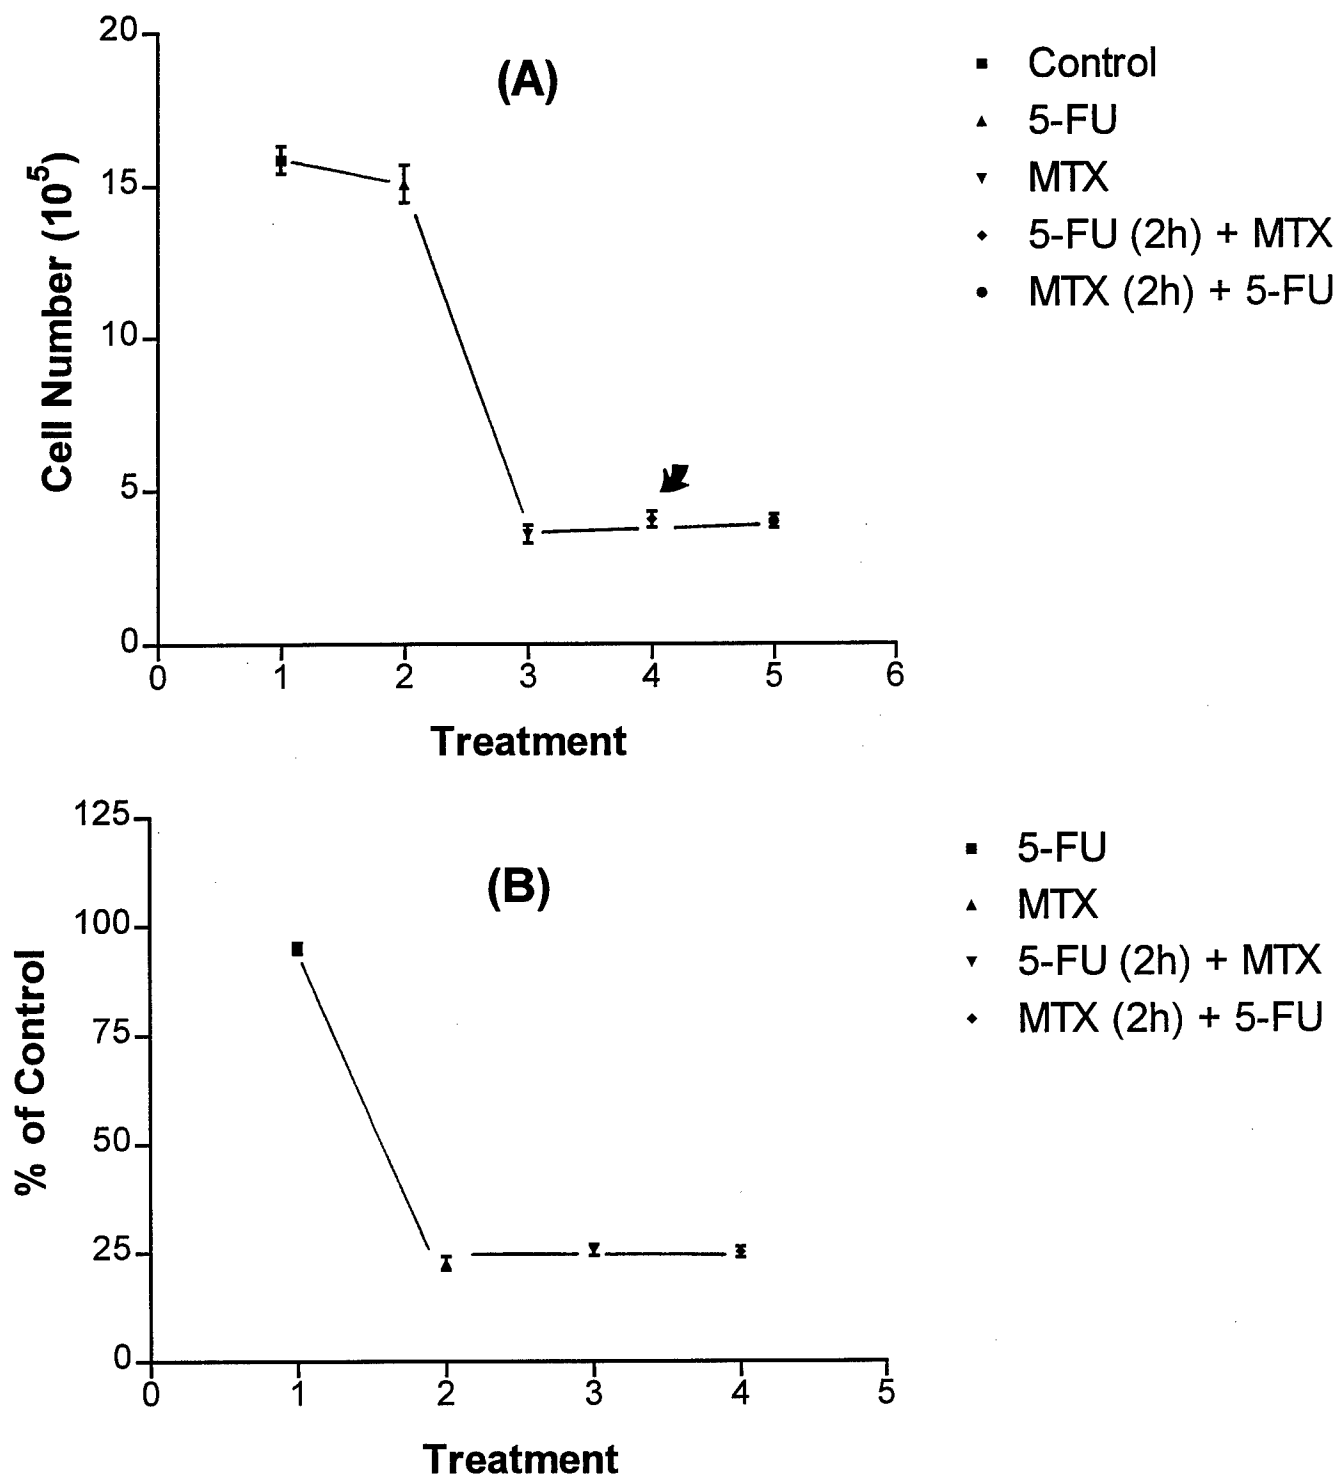 (A)
Cell Number (10⁵)
20
15
10
5
0
0 1 2 3 4 5 6
Treatment
Control
5-FU
MTX
5-FU (2h) + MTX
MTX (2h) + 5-FU
(B)
% of Control
125
100
75
50
25
0
0 1 2 3 4 5
Treatment
5-FU
MTX
5-FU (2h) + MTX
MTX (2h) + 5-FU